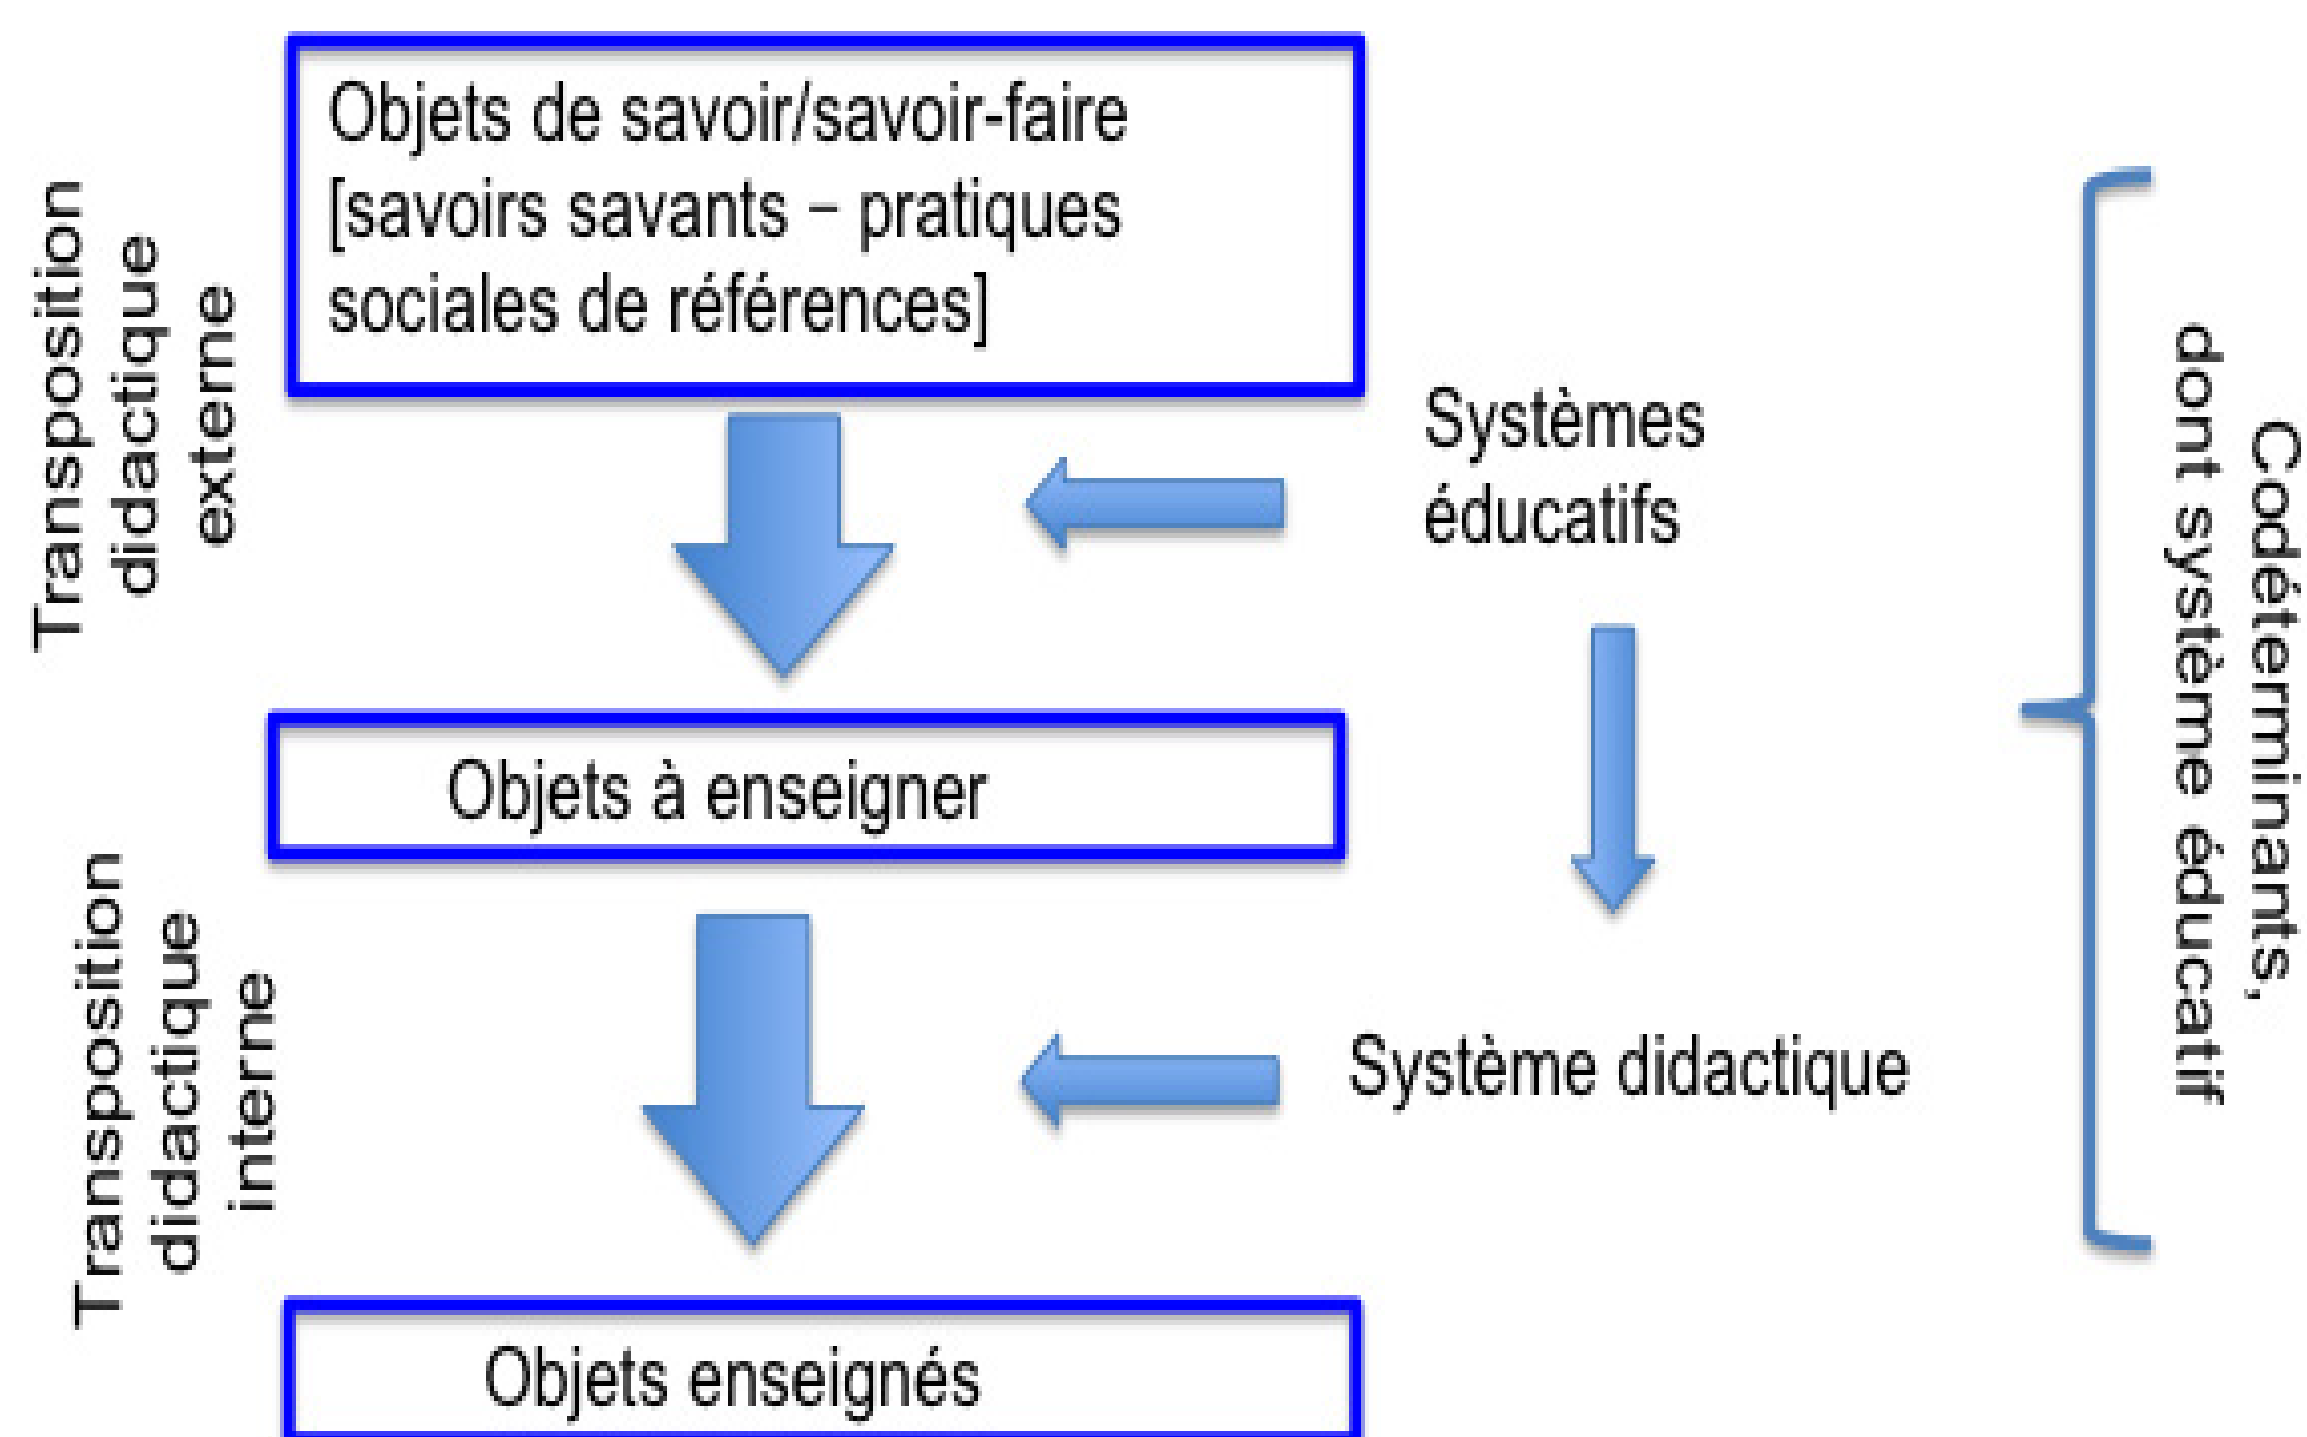 Objets de savoir/savoir-faire
[savoirs savants – pratiques
sociales de références]
Transposition
didactique
externe
Systèmes
éducatifs
Objets à enseigner
Transposition
didactique
interne
Système didactique
Objets enseignés
Codéterminants,
dont système éducatif